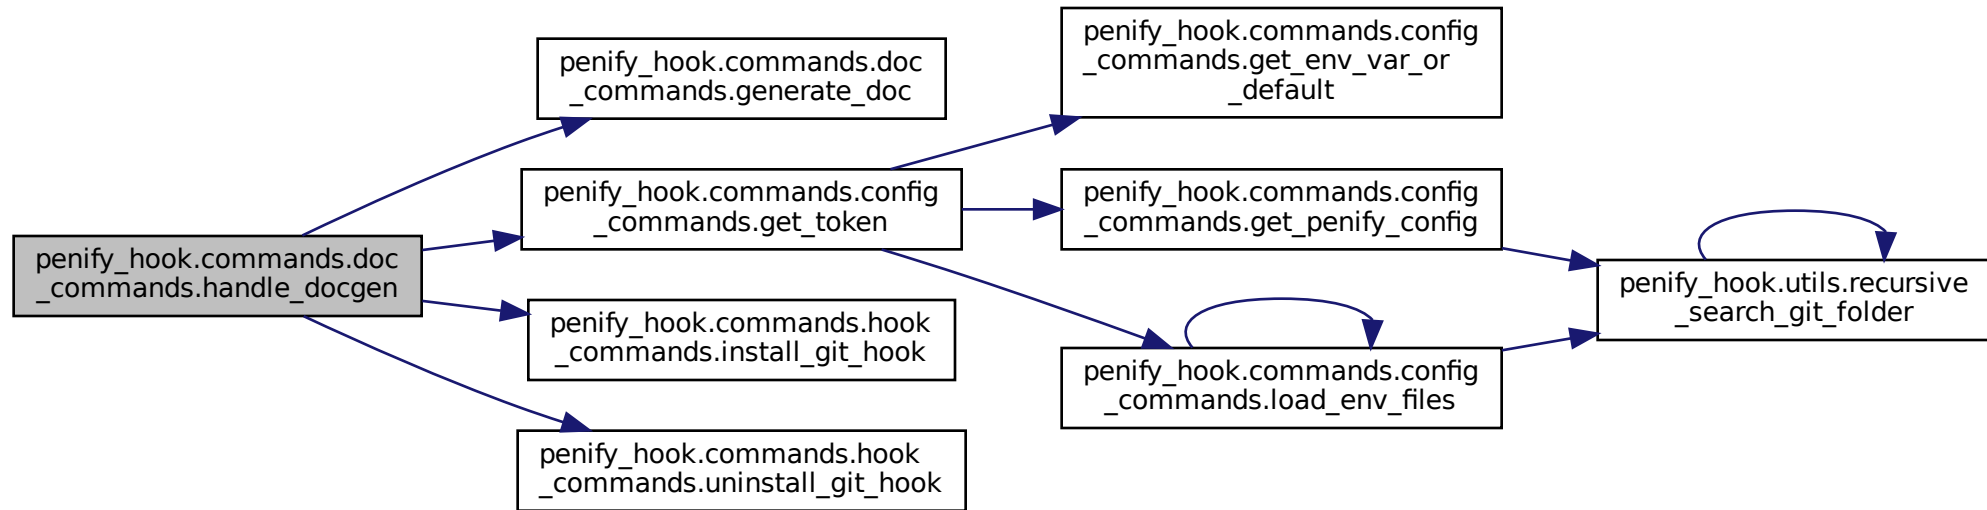 penify_hook.commands.doc
_commands.handle_docgen
penify_hook.commands.doc
_commands.generate_doc
penify_hook.commands.config
_commands.get_token
penify_hook.commands.hook
_commands.install_git_hook
penify_hook.commands.hook
_commands.uninstall_git_hook
penify_hook.commands.config
_commands.get_env_var_or
_default
penify_hook.commands.config
_commands.get_penify_config
penify_hook.commands.config
_commands.load_env_files
penify_hook.utils.recursive
_search_git_folder